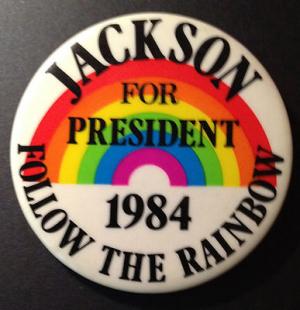 JACKSON
FOR
PRESIDENT
1984
FOLLOW THE RAINBOW